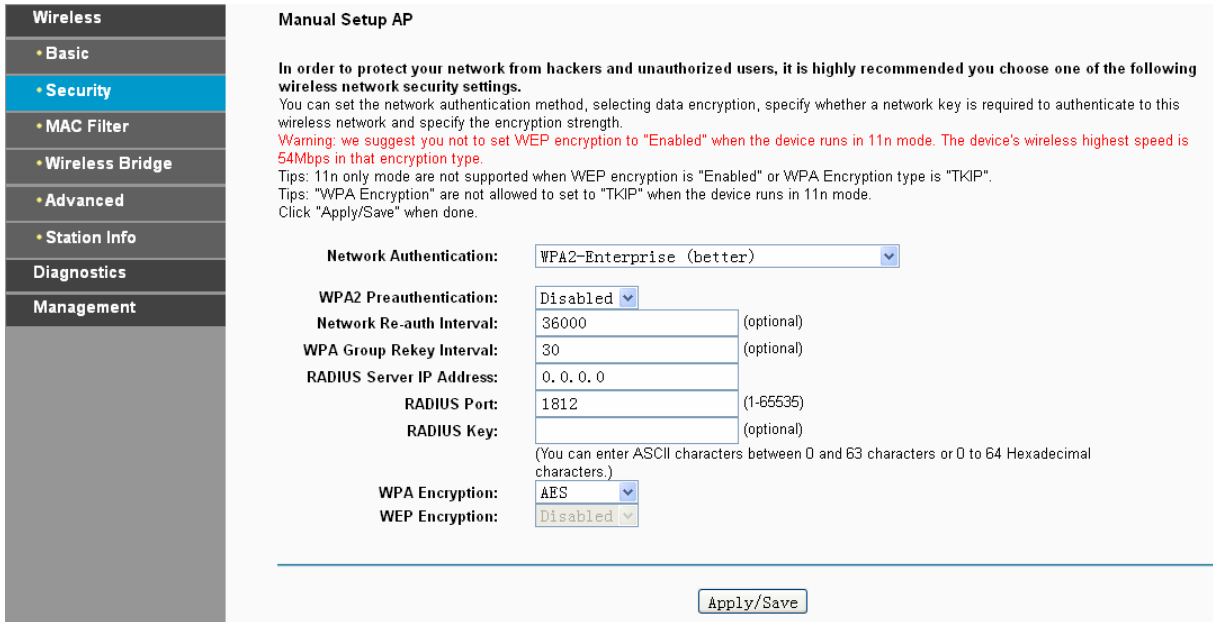 Wireless
•Basic
•Security
•MAC Filter
•Wireless Bridge
•Advanced
•Station Info
Diagnostics
Management
Manual Setup AP
In order to protect your network from hackers and unauthorized users, it is highly recommended you choose one of the following
wireless network security settings.
You can set the network authentication method, selecting data encryption, specify whether a network key is required to authenticate to this
wireless network and specify the encryption strength.
Warning: we suggest you not to set WEP encryption to "Enabled" when the device runs in 11n mode. The device's wireless highest speed is
54Mbps in that encryption type.
Tips: 11n only mode are not supported when WEP encryption is "Enabled" or WPA Encryption type is "TKIP".
Tips: "WPA Encryption" are not allowed to set to "TKIP" when the device runs in 11n mode.
Click "Apply/Save" when done.
Network Authentication: WPA2-Enterprise (better)
WPA2 Preauthentication: Disabled
Network Re-auth Interval: 36000 (optional)
WPA Group Rekey Interval: 30 (optional)
RADIUS Server IP Address: 0.0.0.0
RADIUS Port: 1812 (1-65535)
RADIUS Key: (optional)
(You can enter ASCII characters between 0 and 63 characters or 0 to 64 Hexadecimal
characters.)
WPA Encryption: AES
WEP Encryption: Disabled
Apply/Save